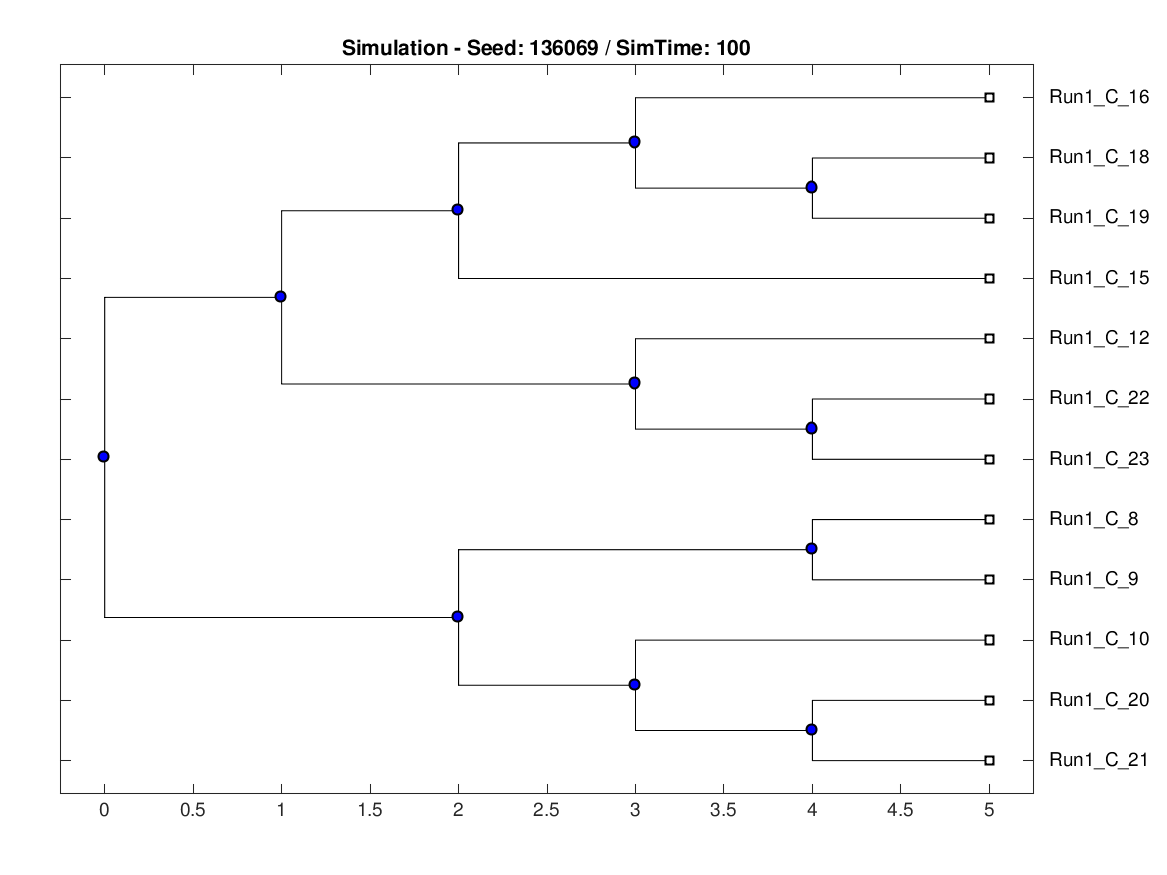 Simulation - Seed: 136069 / SimTime: 100
Run1_C_16
Run1_C_18
Run1_C_19
Run1_C_15
Run1_C_12
Run1_C_22
Run1_C_23
Run1_C_8
Run1_C_9
Run1_C_10
Run1_C_20
Run1_C_21
0 0.5 1 1.5 2 2.5 3 3.5 4 4.5 5